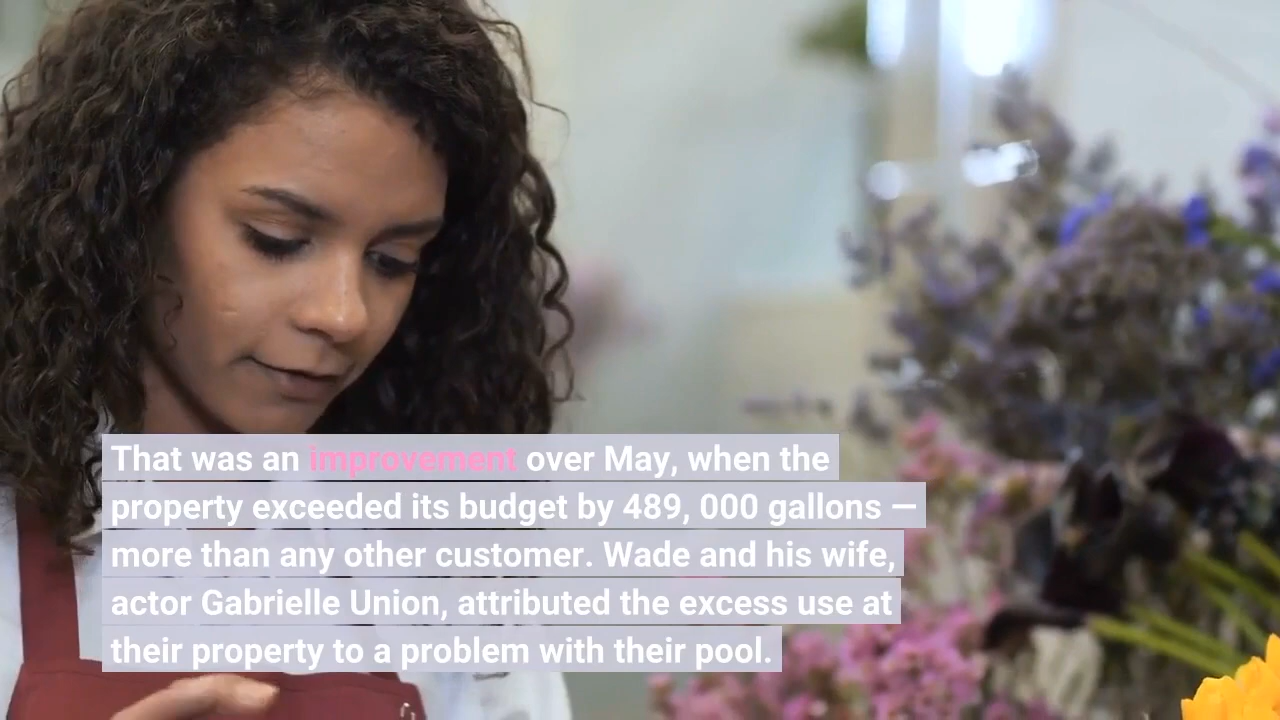 That was an improvement over May, when the
property exceeded its budget by 489, 000 gallons —
more than any other customer. Wade and his wife,
actor Gabrielle Union, attributed the excess use at
their property to a problem with their pool.